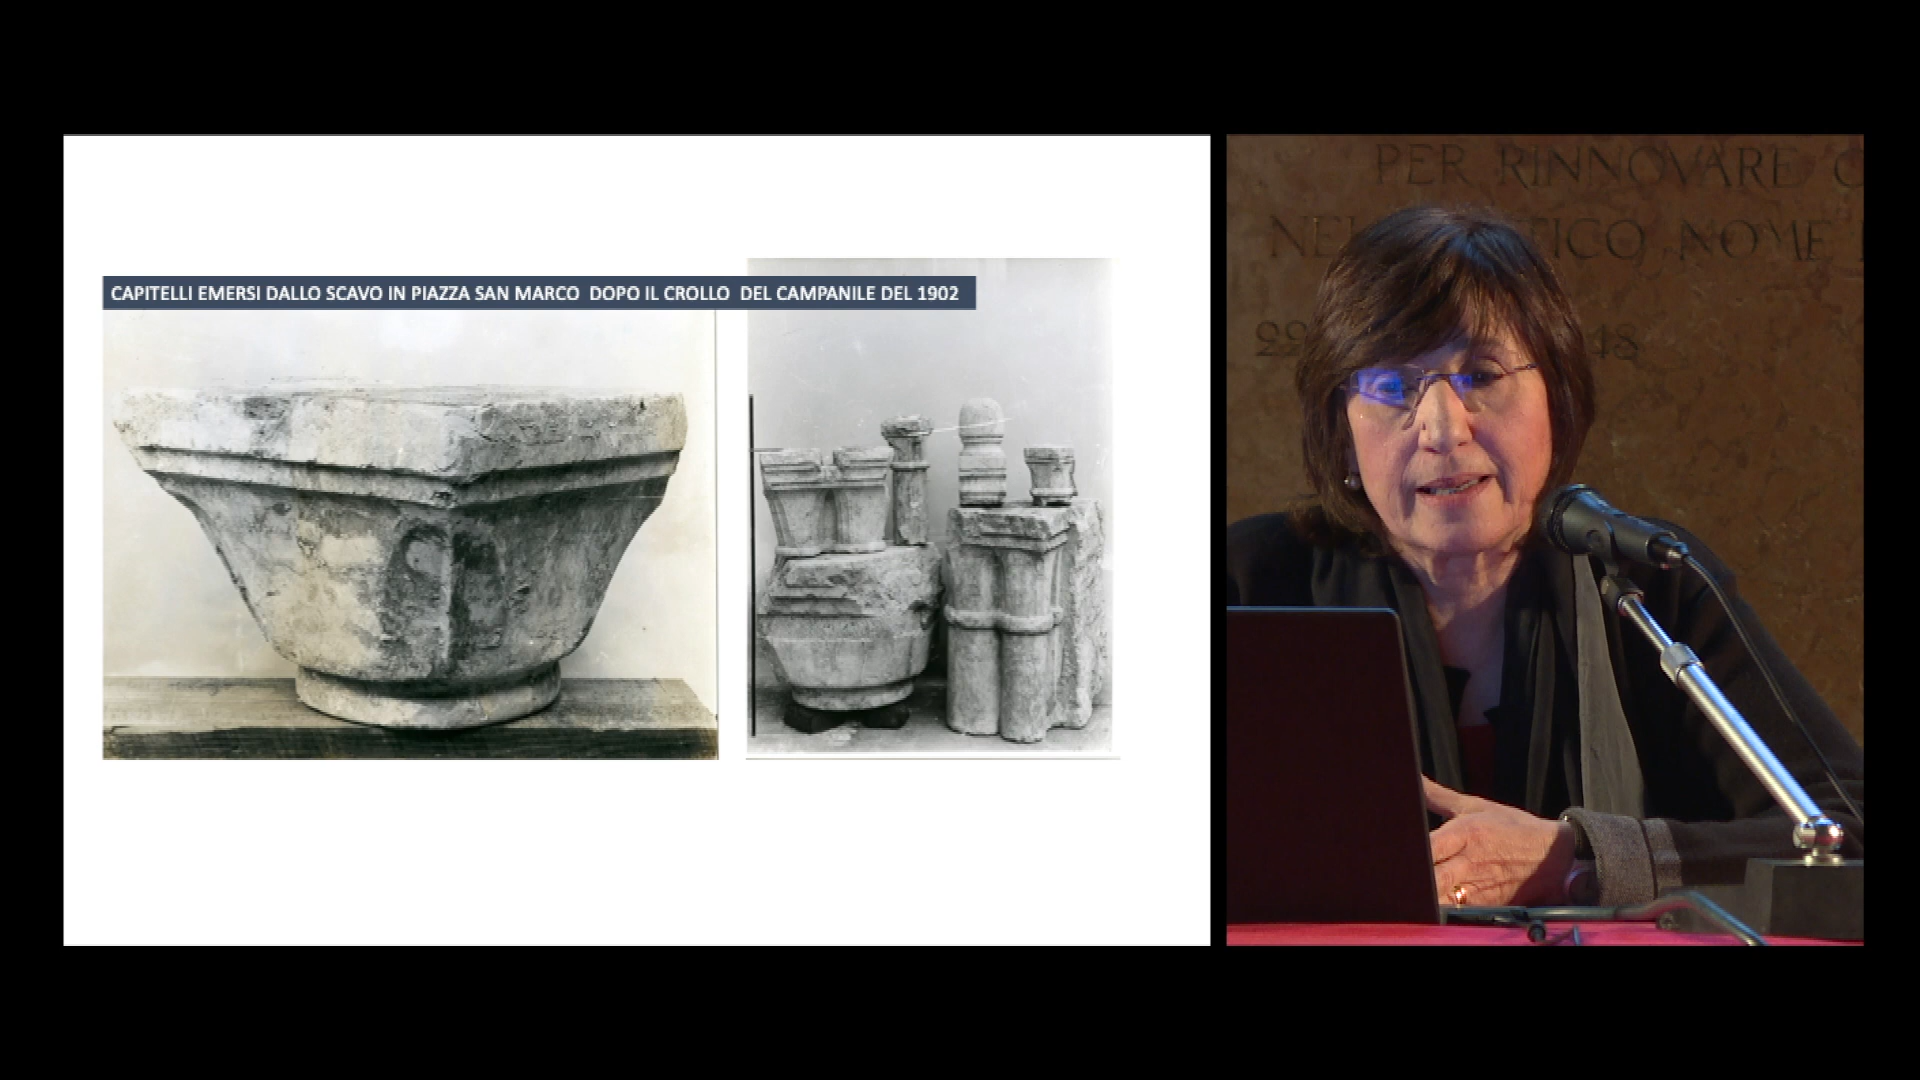 CAPITELLI EMERSI DALLO SCAVO IN PIAZZA SAN MARCO DOPO IL CROLLO DEL CAMPANILE DEL 1902
PER RINNOVARE
NOME